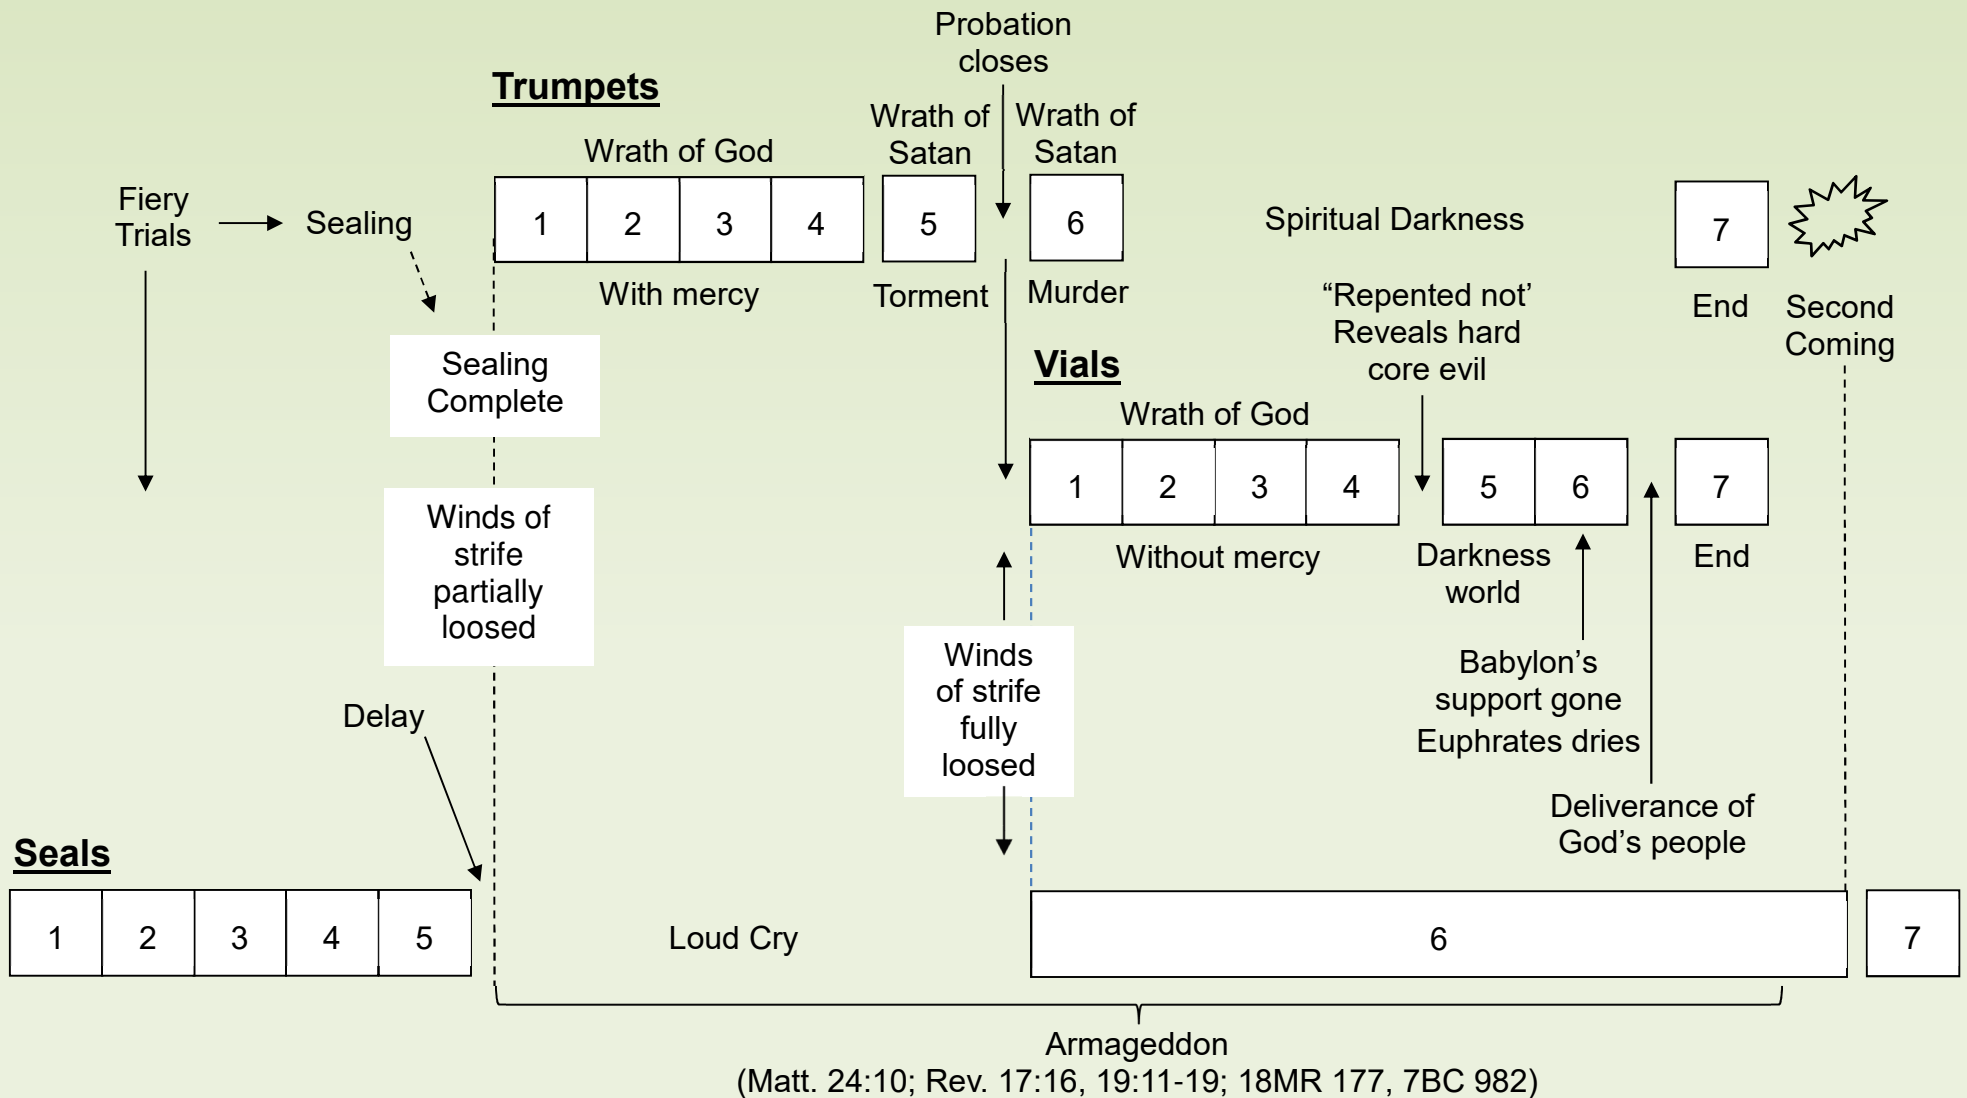 Probation
closes
Trumpets
Wrath of God
Wrath of
Satan
Wrath of
Satan
Fiery
Trials
Sealing
1 2 3 4 5 6
Spiritual Darkness
7
With mercy
Torment
Murder
End
Second
Coming
Sealing
Complete
“Repented not’
Reveals hard
core evil
Vials
Wrath of God
1 2 3 4 5 6 7
Without mercy
Darkness
world
End
Winds of
strife
partially
loosed
Winds
of strife
fully
loosed
Babylon’s
support gone
Euphrates dries
Deliverance of
God’s people
Delay
Seals
1 2 3 4 5
Loud Cry
6
7
Armageddon
(Matt. 24:10; Rev. 17:16, 19:11-19; 18MR 177, 7BC 982)